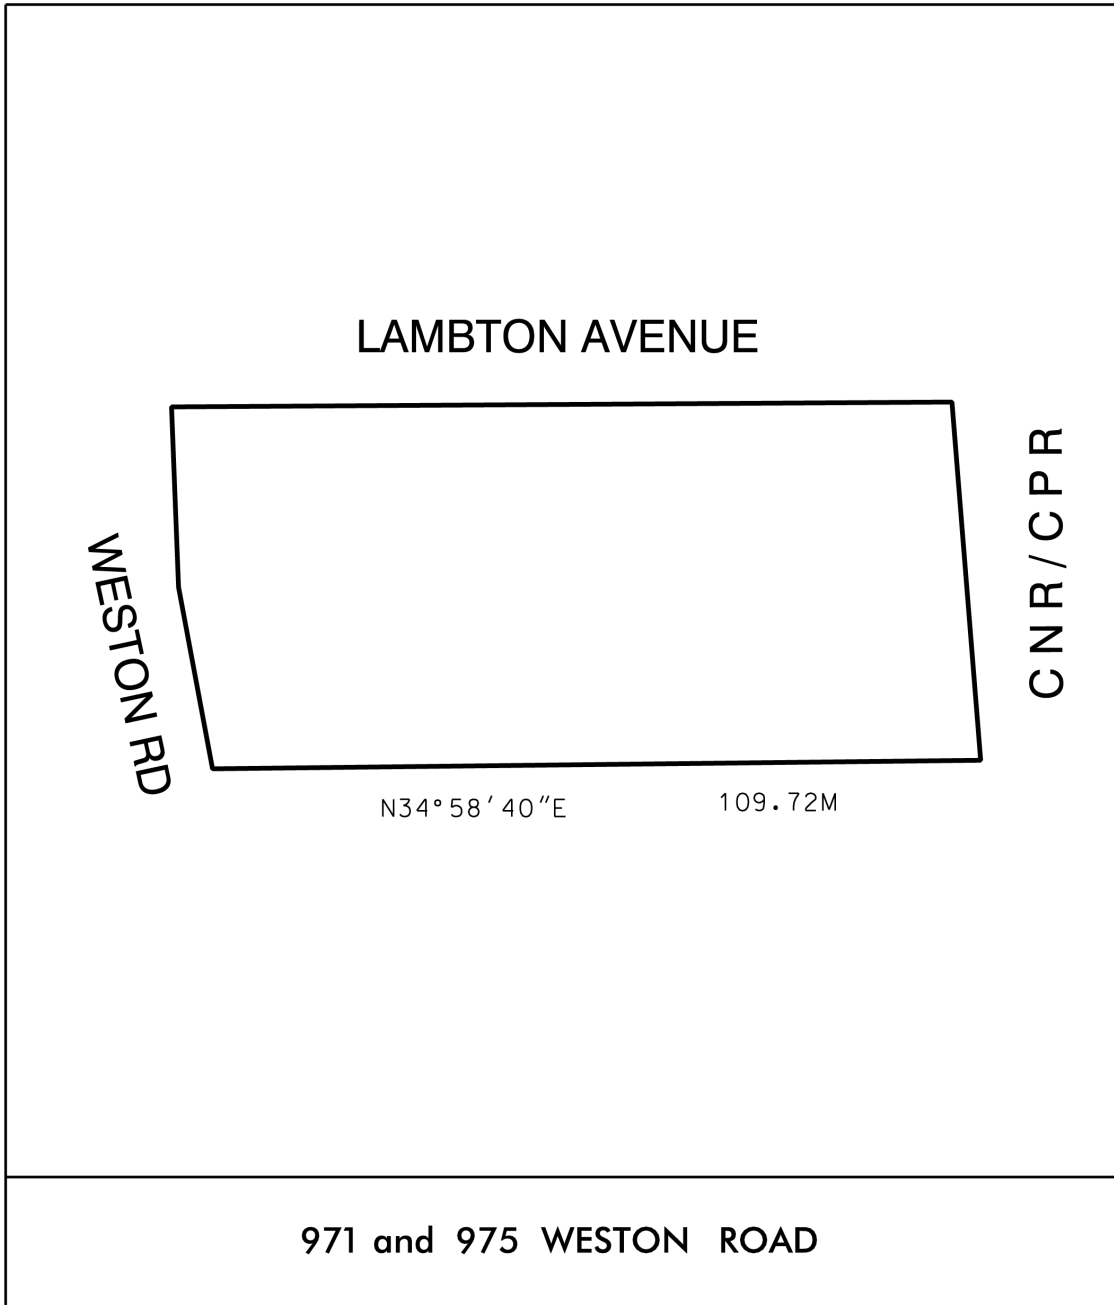 LAMBTON AVENUE
CNR/CPR
WESTON RD
N34°58′40″E 109.72M
971 and 975 WESTON ROAD